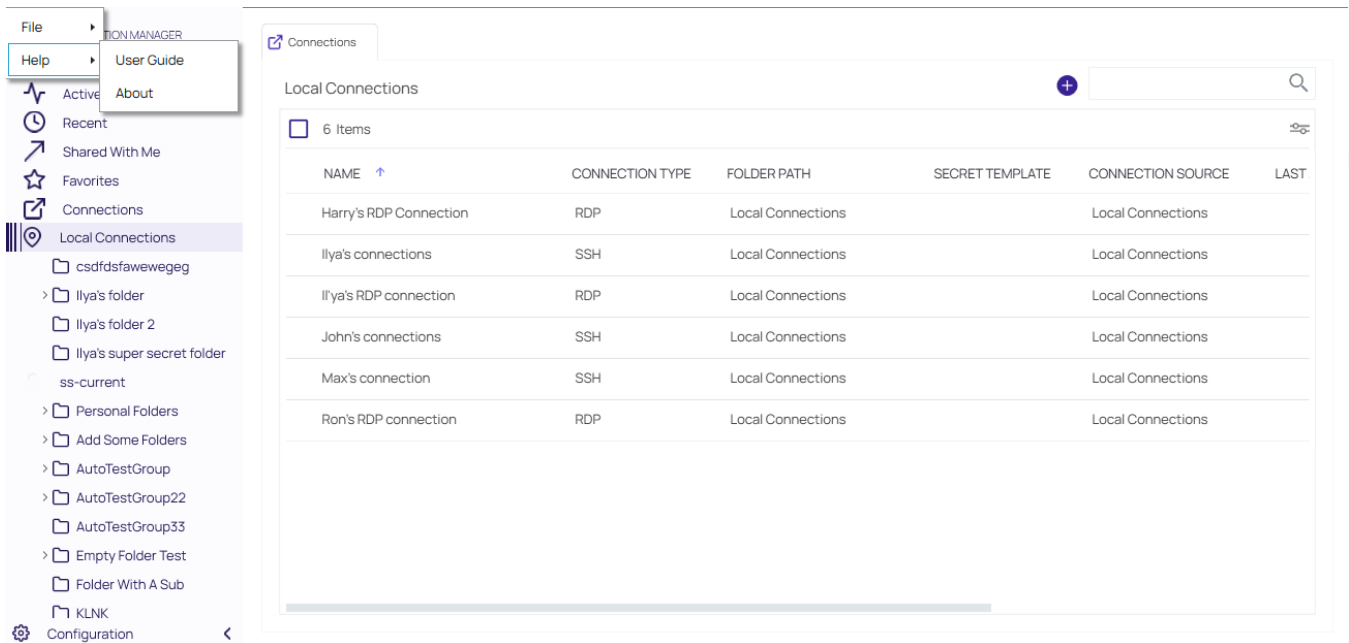 File
TION MANAGER
Help
User Guide
About
Active
Recent
Shared With Me
Favorites
Connections
Local Connections
csdfdsfawewegeg
Ilya's folder
Ilya's folder 2
Ilya's super secret folder
ss-current
Personal Folders
Add Some Folders
AutoTestGroup
AutoTestGroup22
AutoTestGroup33
Empty Folder Test
Folder With A Sub
KLNK
Configuration
Connections
Local Connections
6 Items
NAME CONNECTION TYPE FOLDER PATH SECRET TEMPLATE CONNECTION SOURCE LAST
Harry's RDP Connection RDP Local Connections Local Connections
Ilya's connections SSH Local Connections Local Connections
Il'ya's RDP connection RDP Local Connections Local Connections
John's connections SSH Local Connections Local Connections
Max's connection SSH Local Connections Local Connections
Ron's RDP connection RDP Local Connections Local Connections